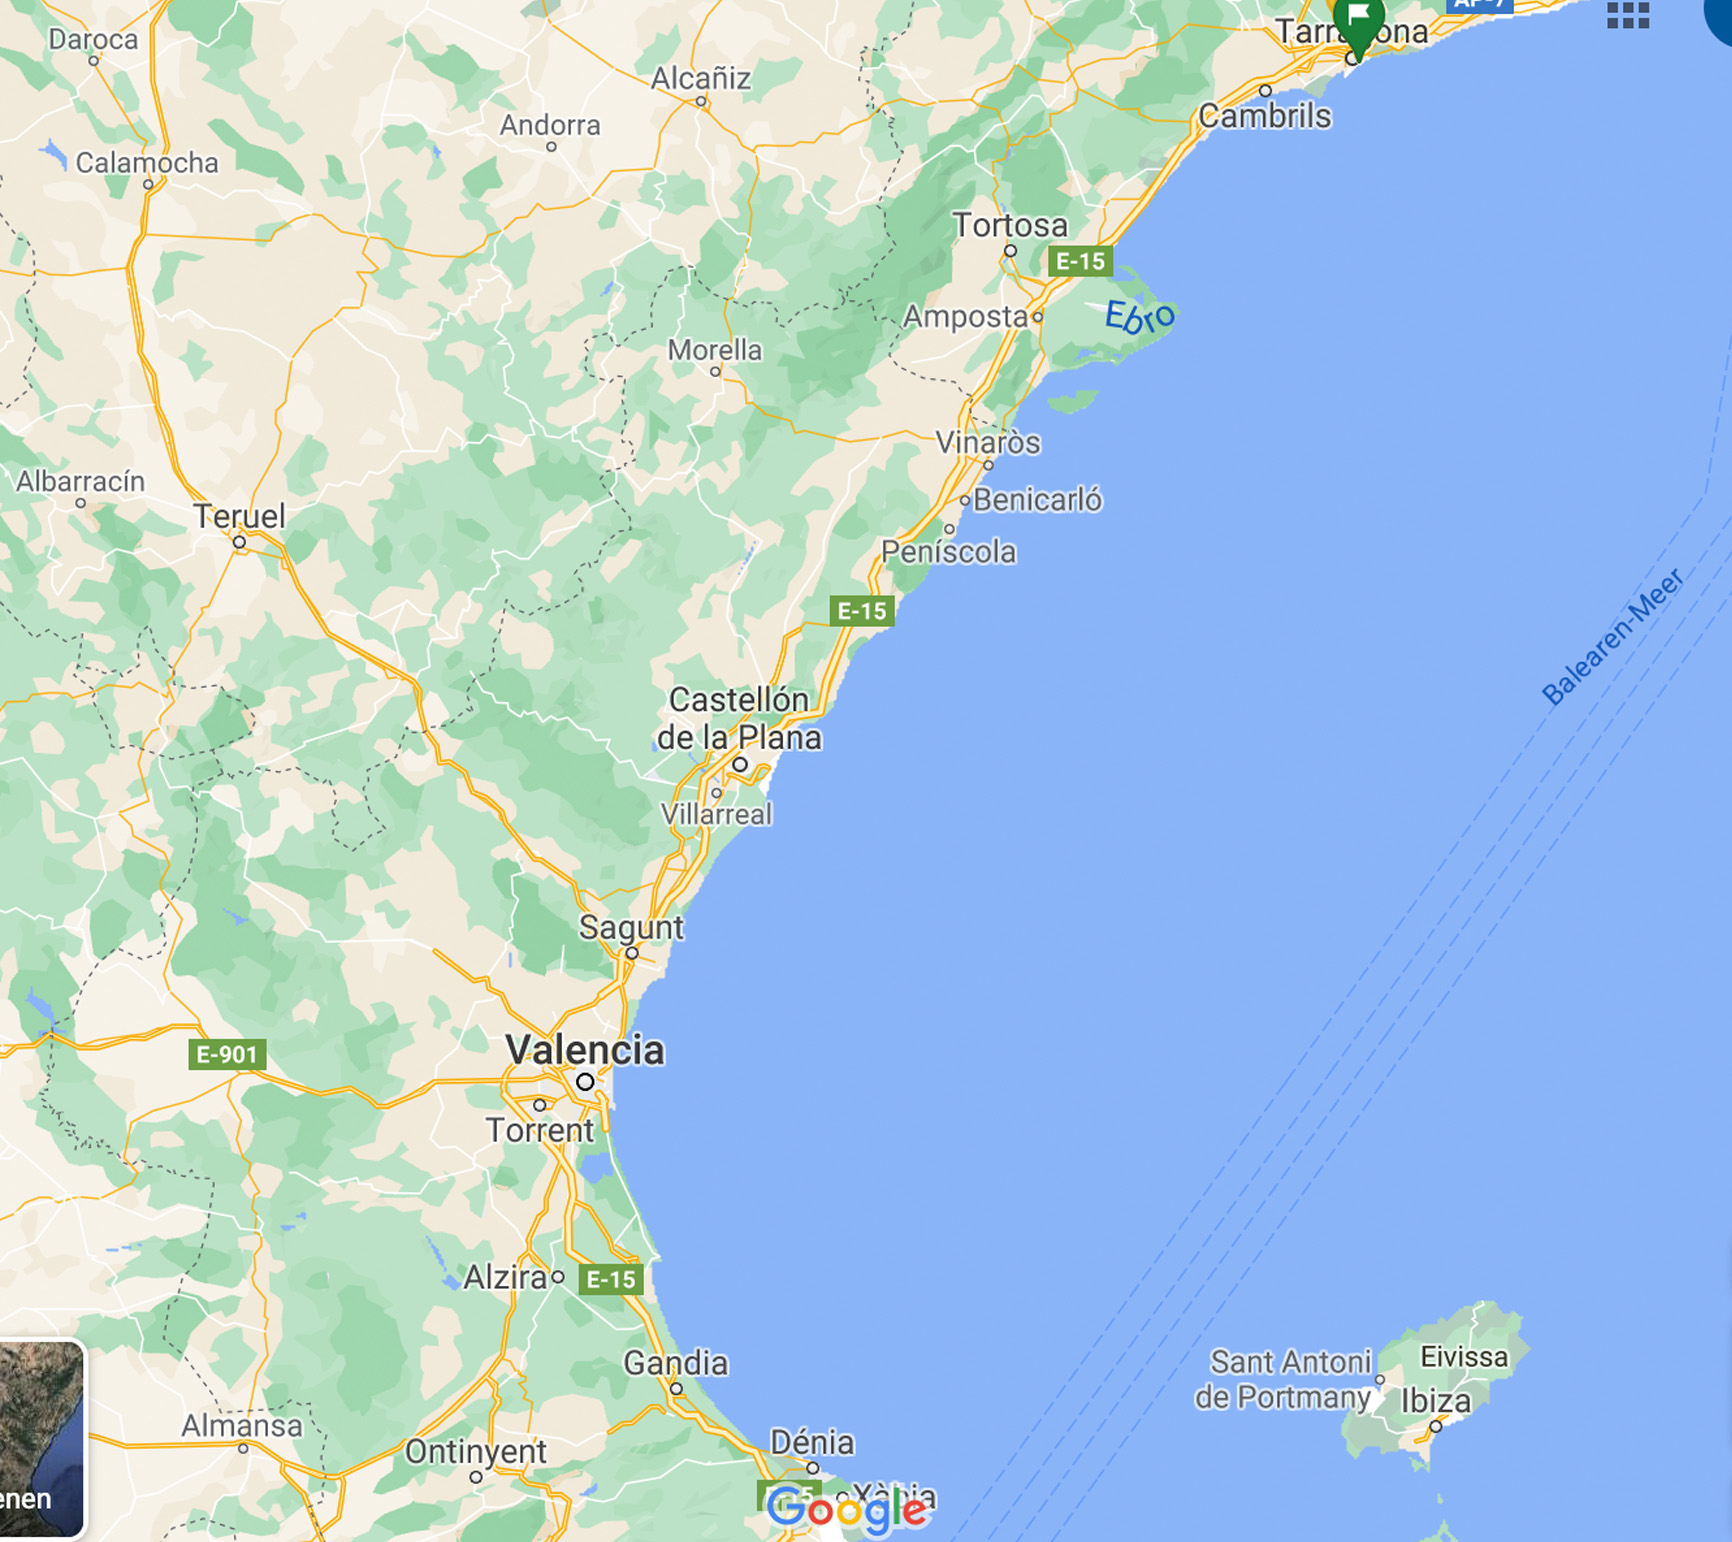 AP-7
Daroca
Tarragona
Alcañiz
Cambrils
Andorra
Calamocha
Tortosa
E-15
Amposta
Ebro
Morella
Vinaròs
Albarracín
Benicarló
Teruel
Peníscola
E-15
Balearen-Meer
Castellón
de la Plana
Villarreal
Sagunt
Valencia
E-901
Torrent
Alzira
E-15
Gandia
Sant Antoni
de Portmany
Eivissa
Ibiza
Almansa
Ontinyent
Dénia
Xàbia
Google
enen